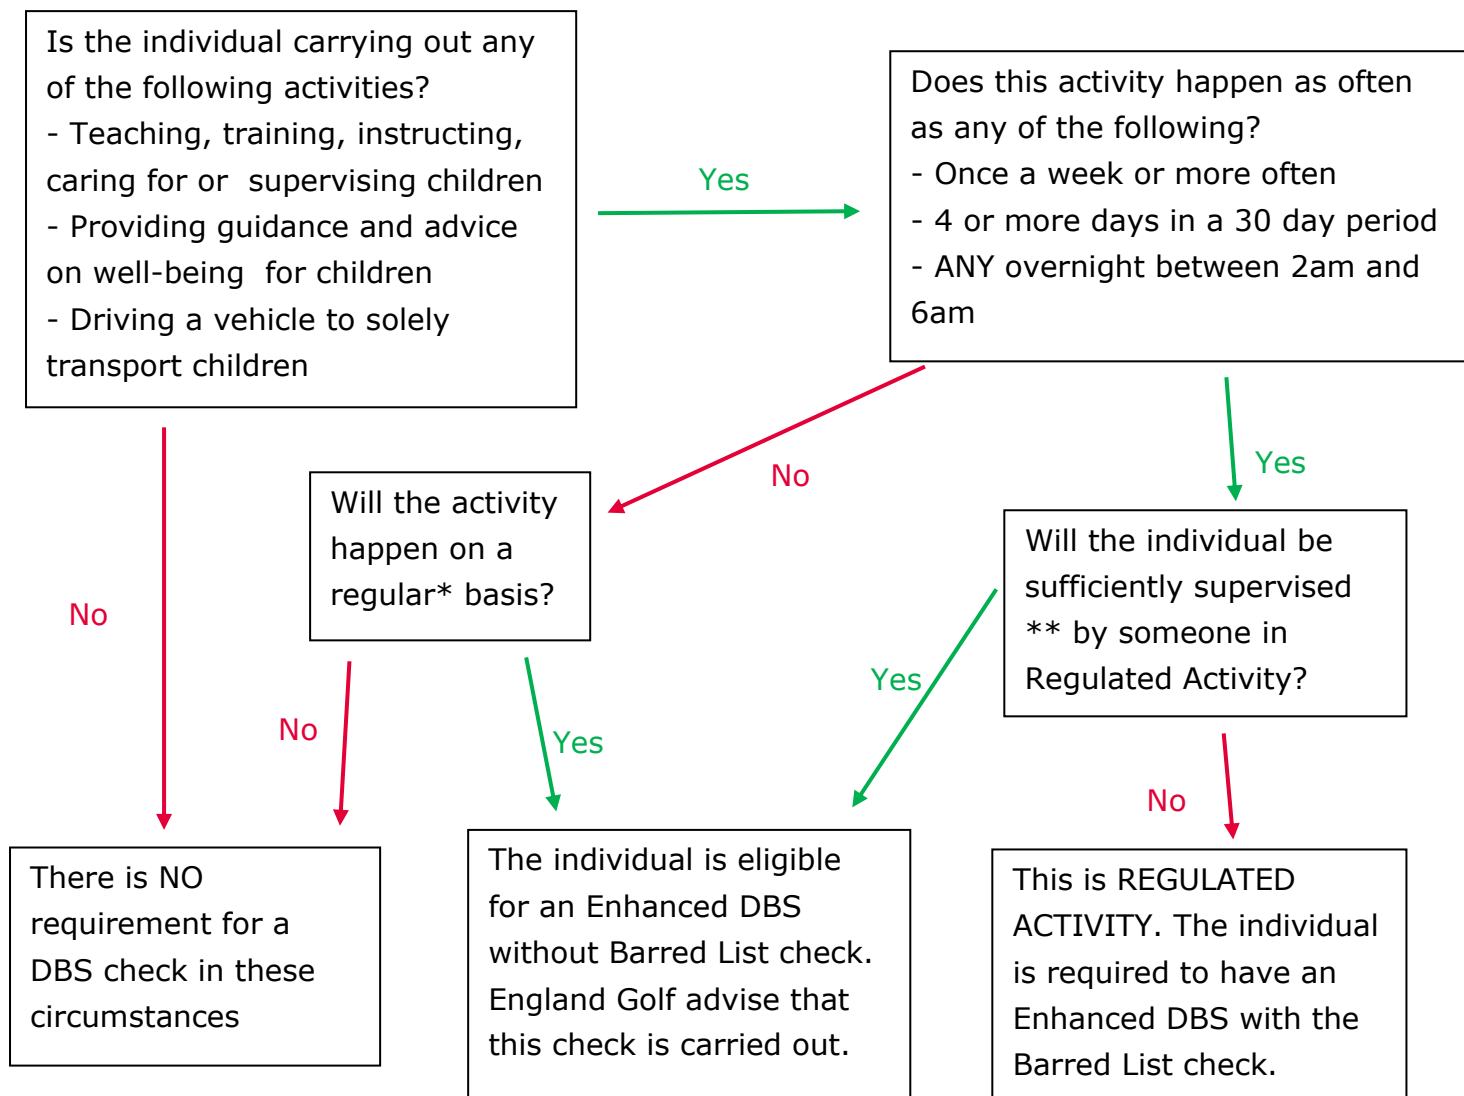 Is the individual carrying out any
of the following activities?
- Teaching, training, instructing,
caring for or  supervising children
- Providing guidance and advice
on well-being  for children
- Driving a vehicle to solely
transport children
Yes
Does this activity happen as often
as any of the following?
- Once a week or more often
- 4 or more days in a 30 day period
- ANY overnight between 2am and
6am
No
No
Yes
Will the activity
happen on a
regular* basis?
Will the individual be
sufficiently supervised
** by someone in
Regulated Activity?
No
Yes
Yes
No
There is NO
requirement for a
DBS check in these
circumstances
The individual is eligible
for an Enhanced DBS
without Barred List check.
England Golf advise that
this check is carried out.
This is REGULATED
ACTIVITY. The individual
is required to have an
Enhanced DBS with the
Barred List check.